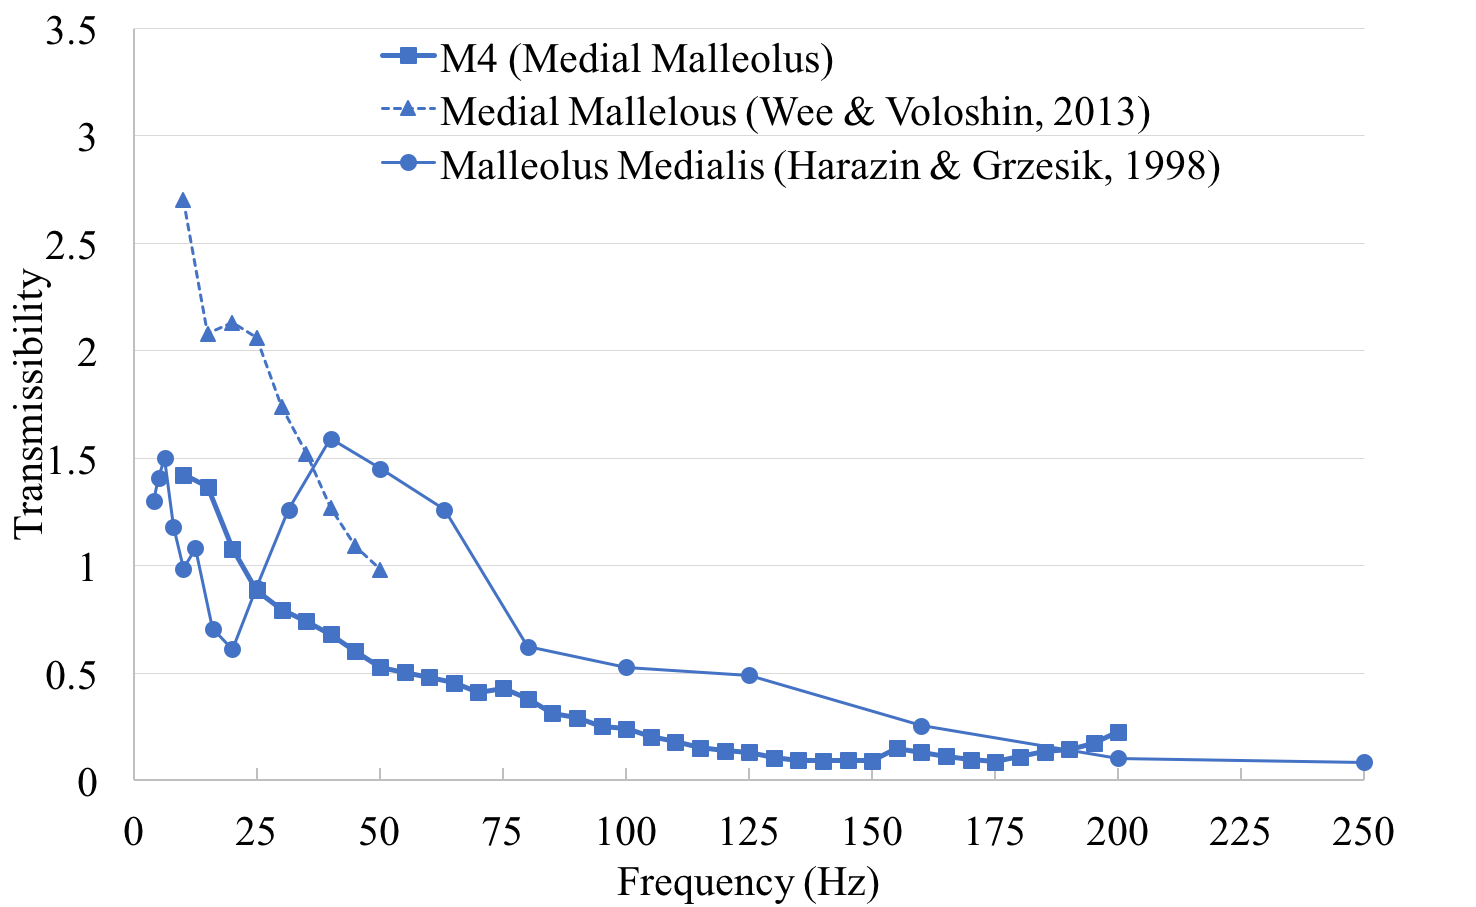 3.5
3
2.5
2
1.5
1
0.5
0
Transmissibility
M4 (Medial Malleolus)
Medial Mallelous (Wee & Voloshin, 2013)
Malleolus Medialis (Harazin & Grzesik, 1998)
0 25 50 75 100 125 150 175 200 225 250
Frequency (Hz)